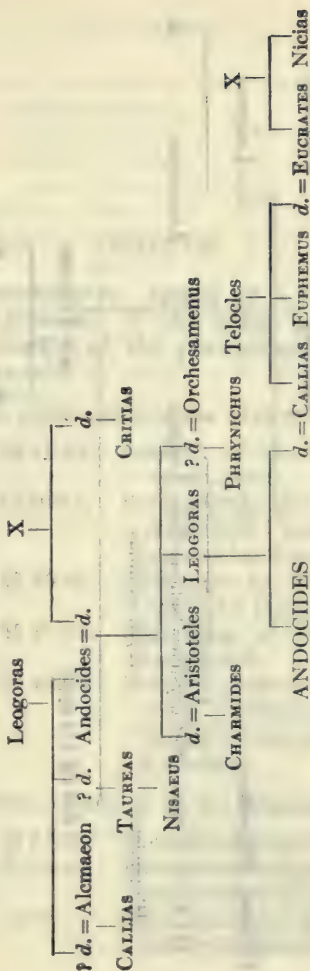 Leogoras X
? d. = Alcmaeon ? d. Andocides = d. d.
CALLIAS TAUREAS CRITIAS
NISAEUS
d. = Aristoteles LEOGORAS ? d. = Orchesamenus
CHARMIDES PHRYNICHUS Telocles X
ANDOCIDES d. = CALLIAS EUPHEMUS d. = EUCRATES Nicias